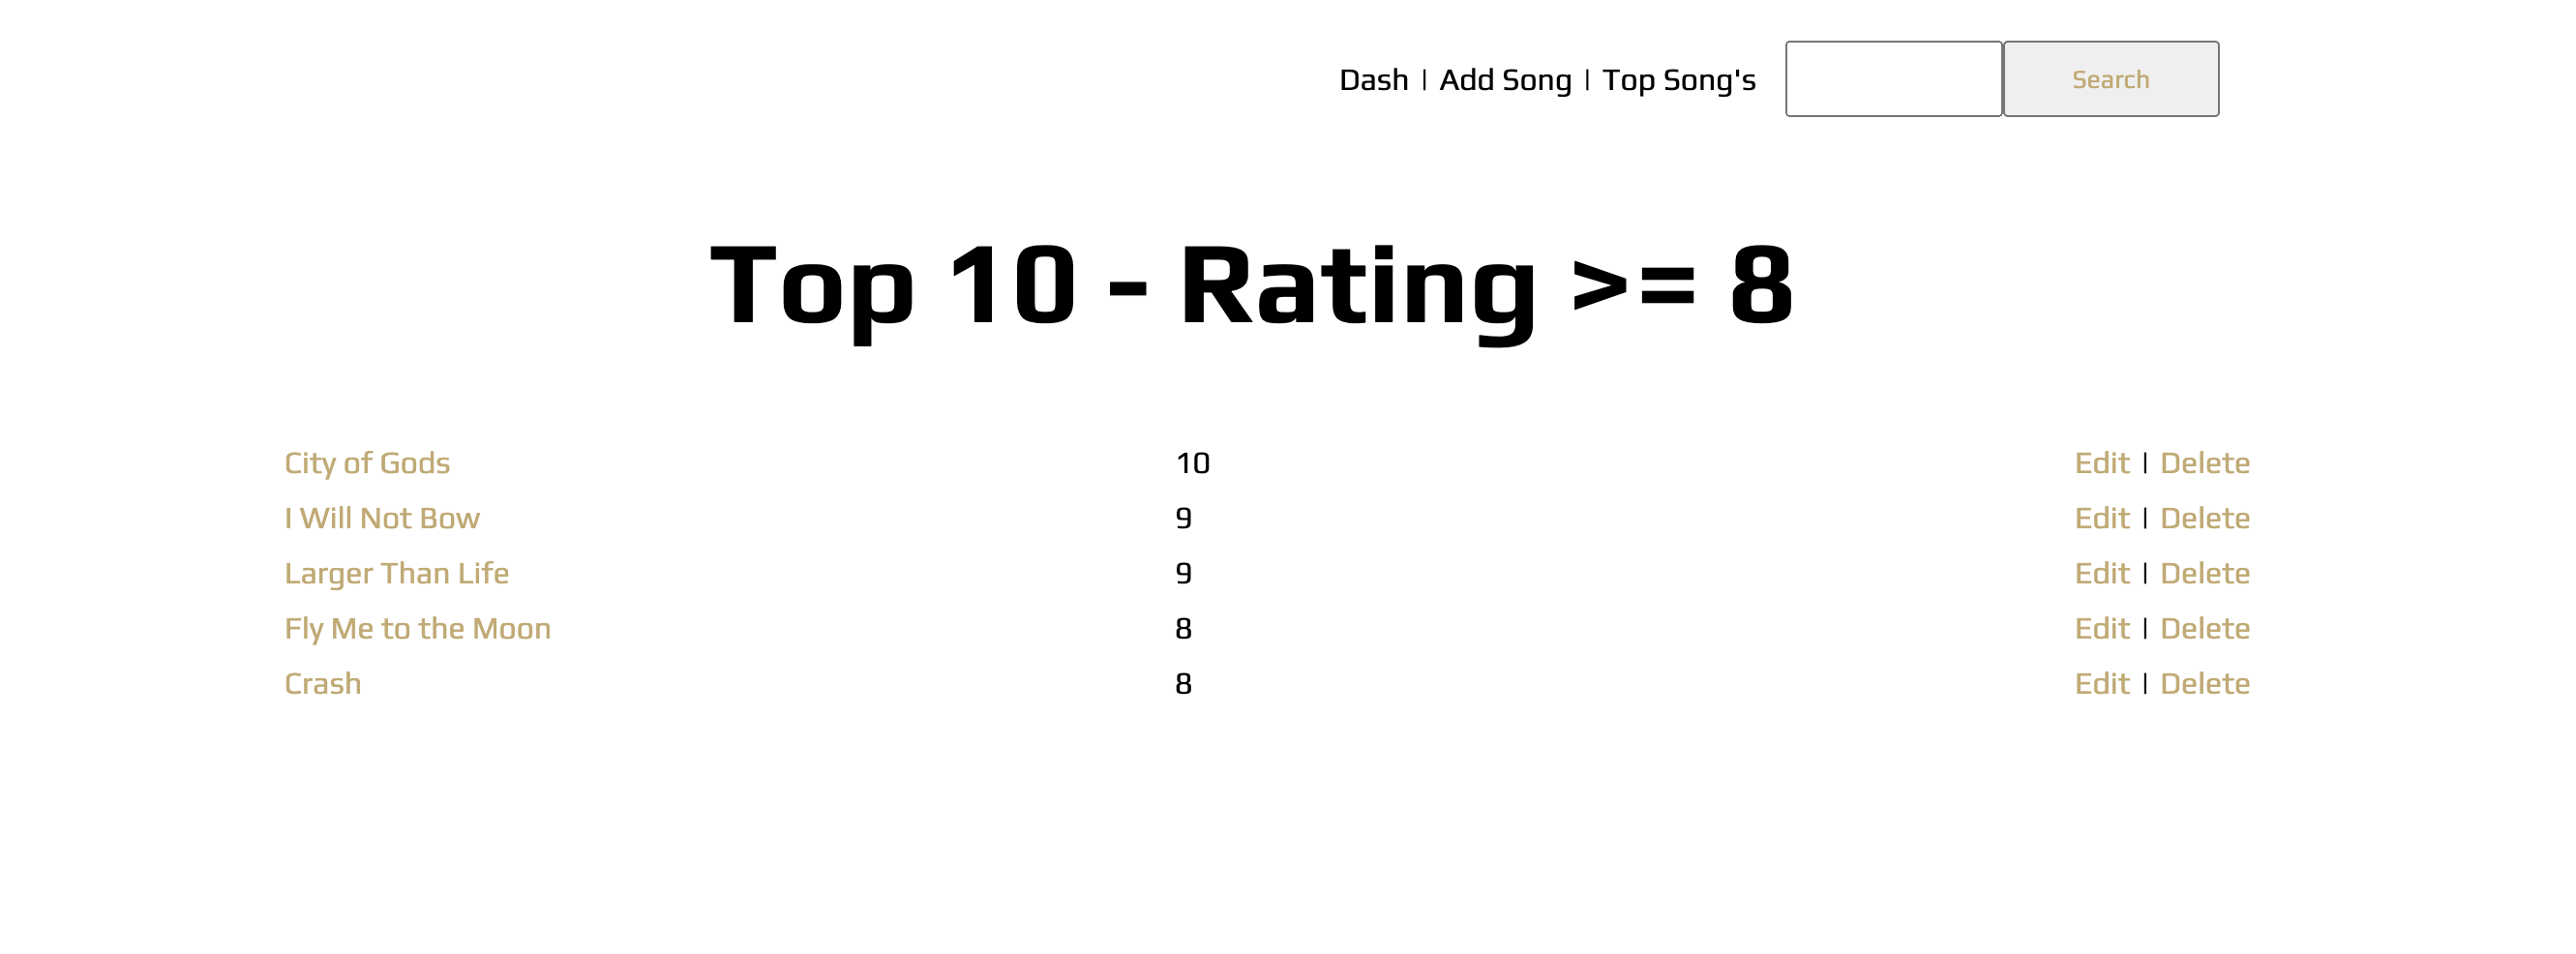 Dash | Add Song | Top Song's Search
Top 10 - Rating >= 8
City of Gods 10 Edit | Delete
I Will Not Bow 9 Edit | Delete
Larger Than Life 9 Edit | Delete
Fly Me to the Moon 8 Edit | Delete
Crash 8 Edit | Delete